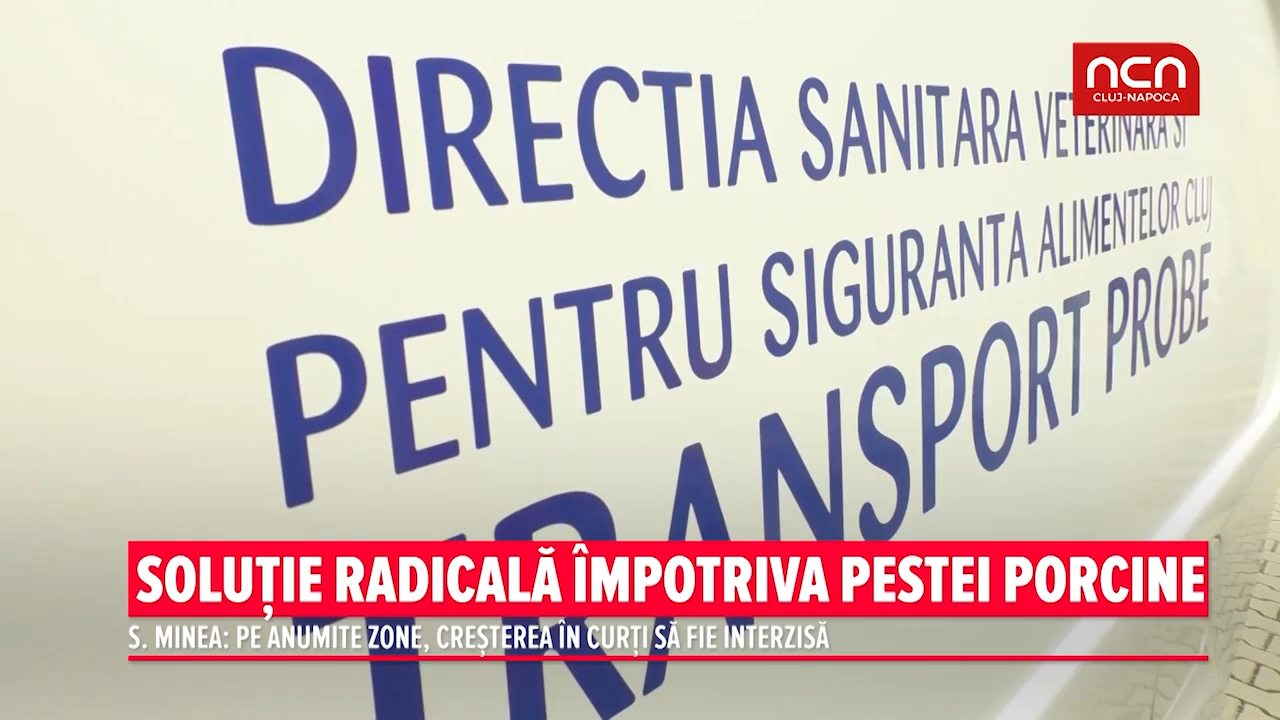 ncn
CLUJ-NAPOCA
DIRECTIA SANITARA VETERINARA SI
PENTRU SIGURANTA ALIMENTELOR CLUJ
TRANSPORT PROBE
SOLUȚIE RADICALĂ ÎMPOTRIVA PESTEI PORCINE
S. MINEA: PE ANUMITE ZONE, CREȘTEREA ÎN CURȚI SĂ FIE INTERZISĂ